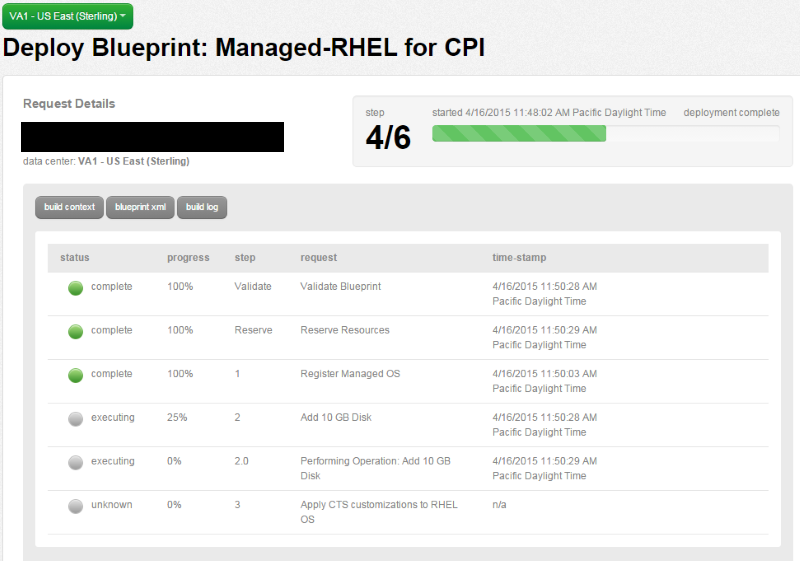 VA1 - US East (Sterling)
Deploy Blueprint: Managed-RHEL for CPI
Request Details
data center: VA1 - US East (Sterling)
step
4/6
started 4/16/2015 11:48:02 AM Pacific Daylight Time
deployment complete
build context
blueprint xml
build log
status progress step request time-stamp
complete 100% Validate Validate Blueprint 4/16/2015 11:50:28 AM
Pacific Daylight Time
complete 100% Reserve Reserve Resources 4/16/2015 11:50:29 AM
Pacific Daylight Time
complete 100% 1 Register Managed OS 4/16/2015 11:50:03 AM
Pacific Daylight Time
executing 25% 2 Add 10 GB Disk 4/16/2015 11:50:28 AM
Pacific Daylight Time
executing 0% 2.0 Performing Operation: Add 10 GB 4/16/2015 11:50:29 AM
Disk Pacific Daylight Time
unknown 0% 3 Apply CTS customizations to RHEL n/a
OS